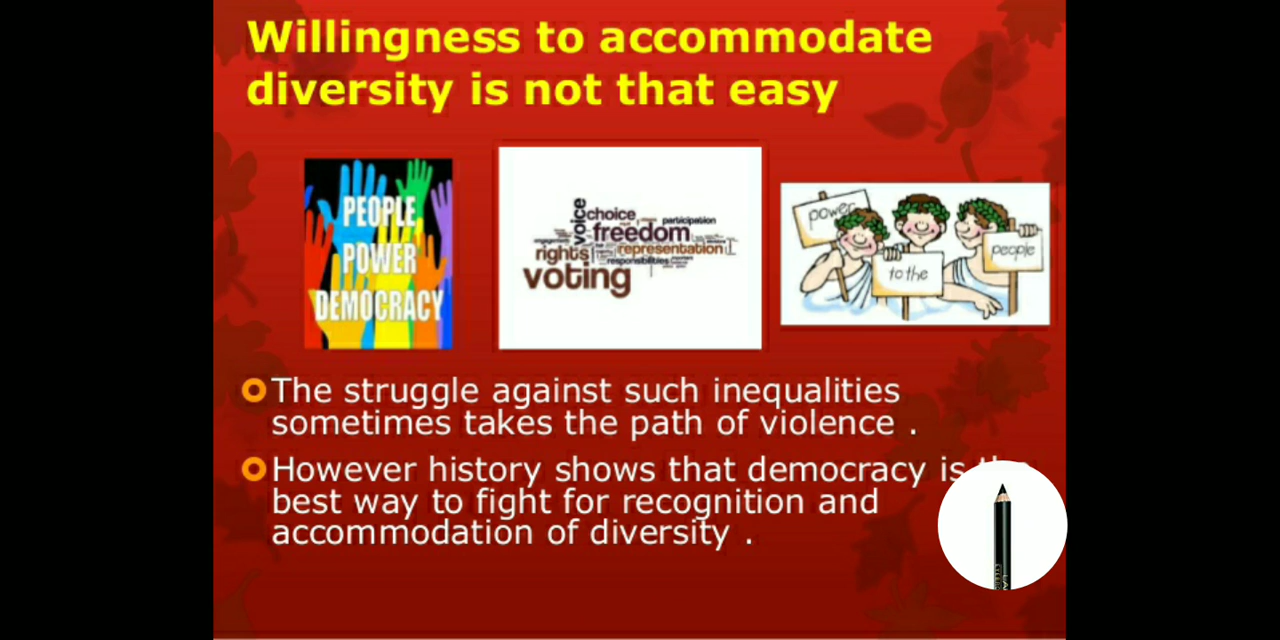 Willingness to accommodate
diversity is not that easy
PEOPLE
POWER
DEMOCRACY
voice
choice
participation
freedom
rights
representation
responsibilities
voting
power
to the
people
The struggle against such inequalities
sometimes takes the path of violence .
However history shows that democracy is the
best way to fight for recognition and
accommodation of diversity .